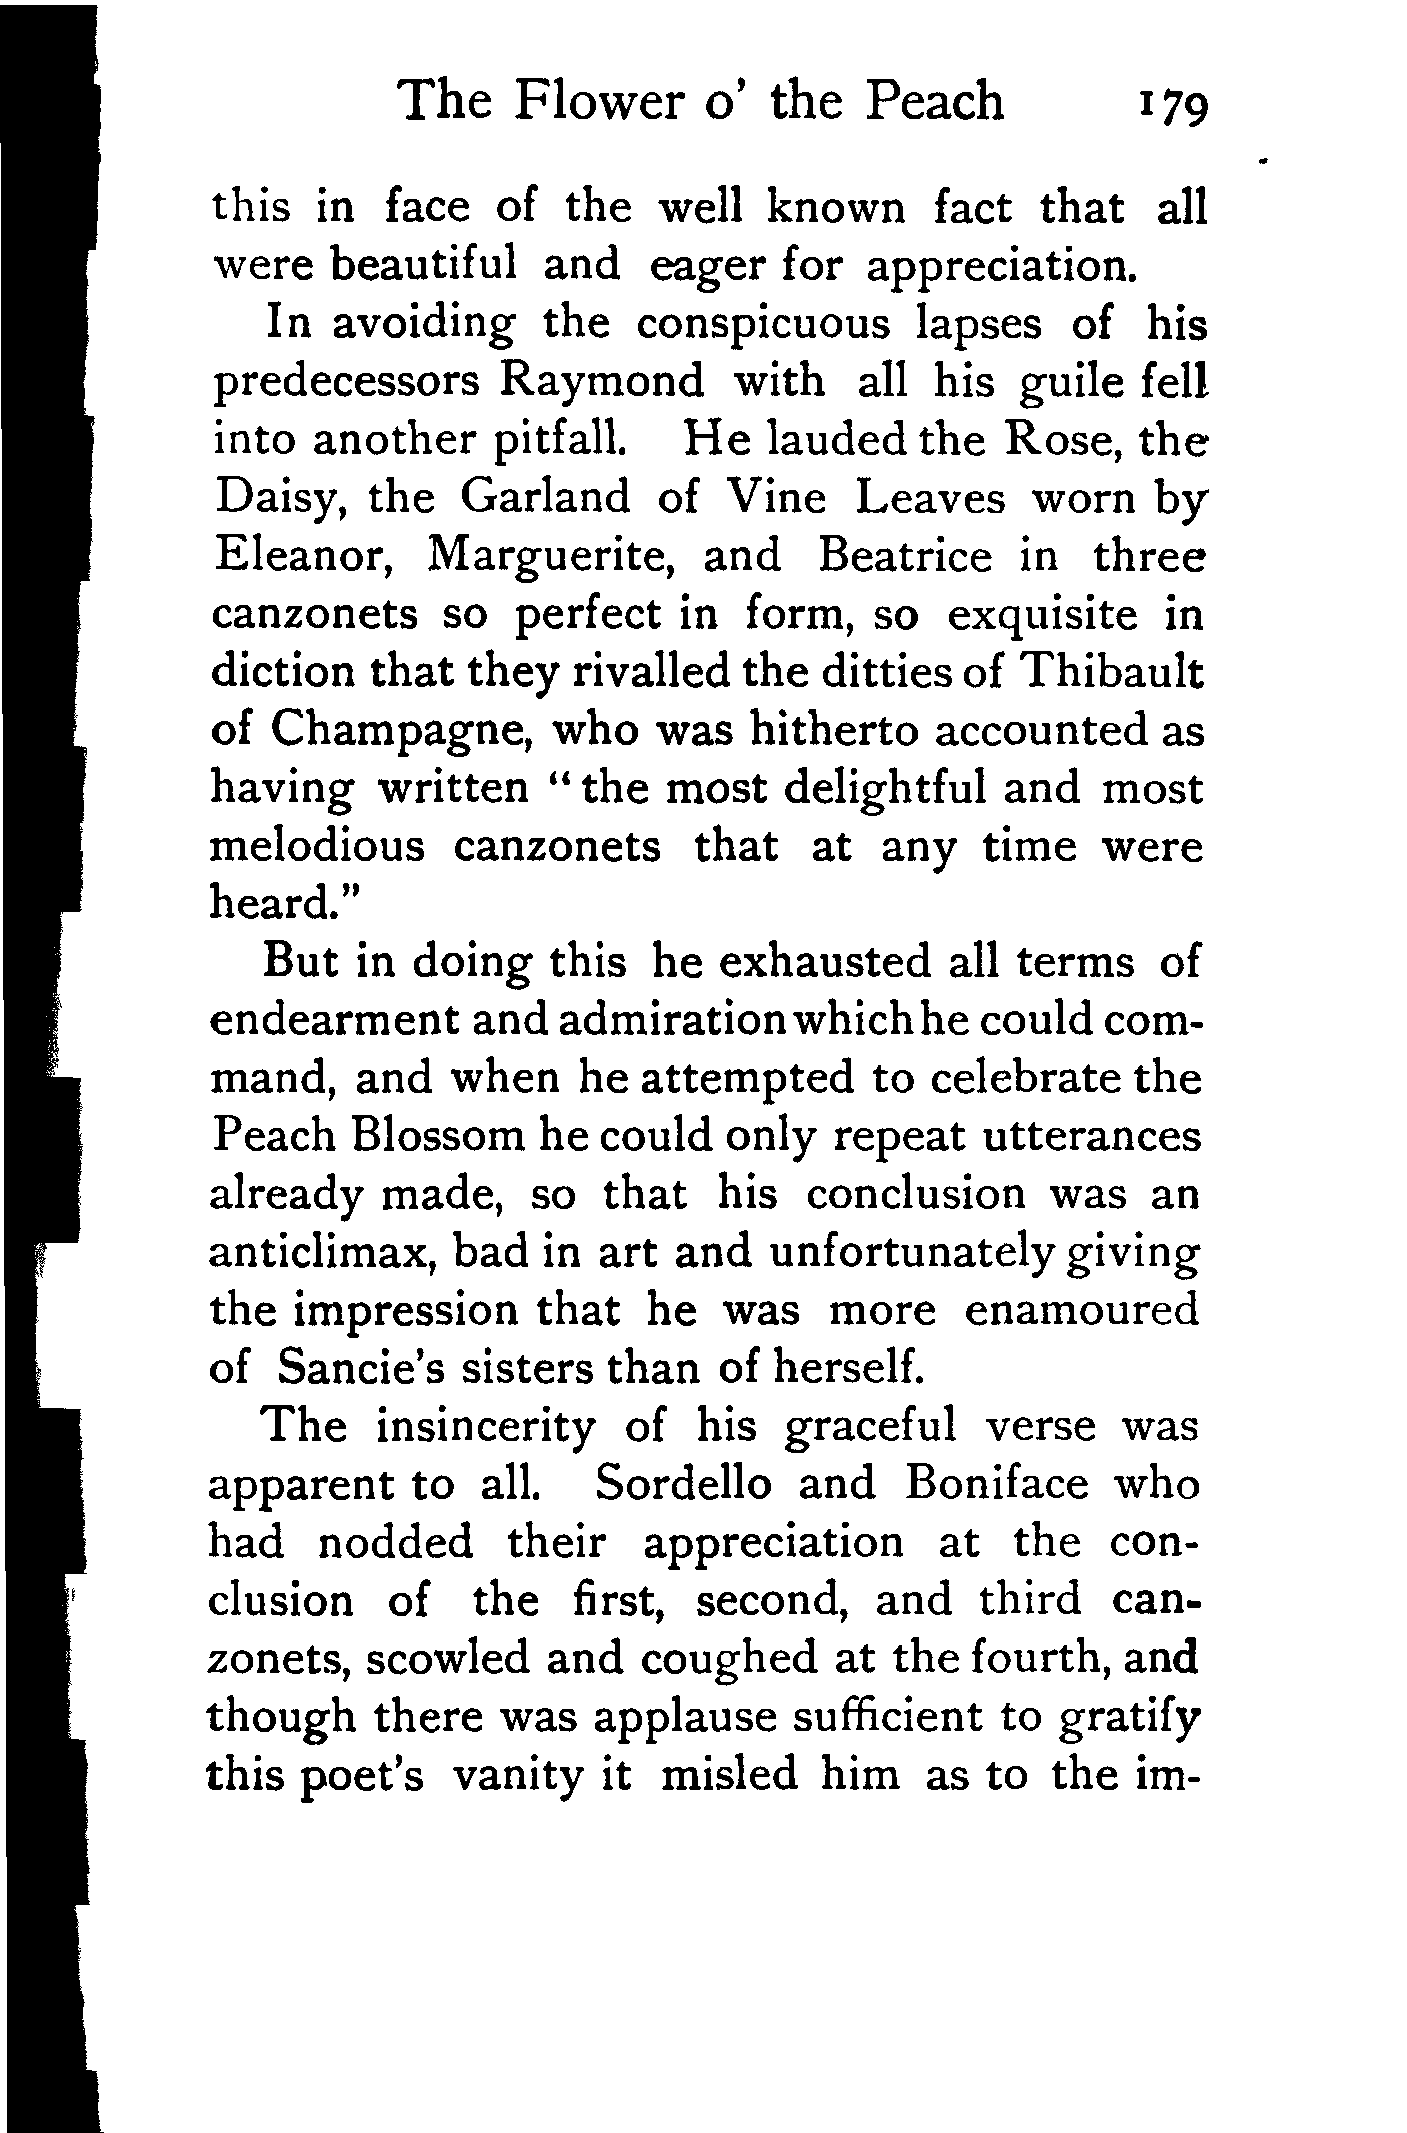 The Flower o' the Peach 179
this in face of the well known fact that all
were beautiful and eager for appreciation.
In avoiding the conspicuous lapses of his
predecessors Raymond with all his guile fell
into another pitfall. He lauded the Rose, the
Daisy, the Garland of Vine Leaves worn by
Eleanor, Marguerite, and Beatrice in three
canzonets so perfect in form, so exquisite in
diction that they rivalled the ditties of Thibault
of Champagne, who was hitherto accounted as
having written “the most delightful and most
melodious canzonets that at any time were
heard.”
But in doing this he exhausted all terms of
endearment and admiration which he could com-
mand, and when he attempted to celebrate the
Peach Blossom he could only repeat utterances
already made, so that his conclusion was an
anticlimax, bad in art and unfortunately giving
the impression that he was more enamoured
of Sancie's sisters than of herself.
The insincerity of his graceful verse was
apparent to all. Sordello and Boniface who
had nodded their appreciation at the con-
clusion of the first, second, and third can-
zonets, scowled and coughed at the fourth, and
though there was applause sufficient to gratify
this poet's vanity it misled him as to the im-